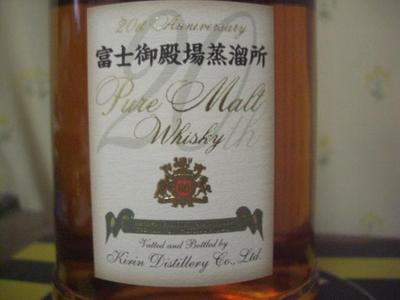 20th Anniversary
富士御殿場蒸溜所
20th
Pure Malt
Whisky
Vatted and Bottled by
Kirin Distillery Co., Ltd.